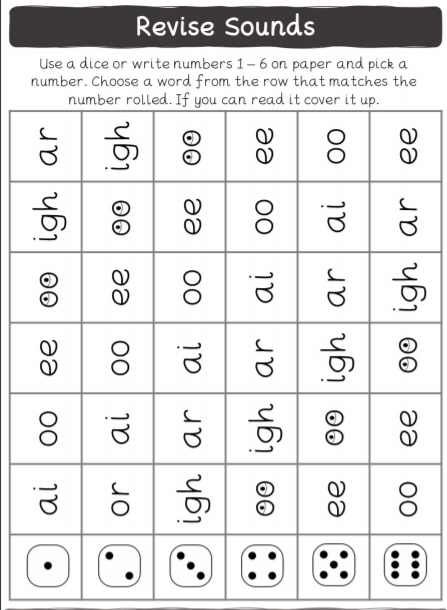 Revise Sounds
Use a dice or write numbers 1 – 6 on paper and pick a
number. Choose a word from the row that matches the
number rolled. If you can read it cover it up.
ai oo ee oo igh ar
or ai oo ee oo igh
igh ar ai oo ee oo
oo igh ar ai oo ee
ee oo igh ar ai oo
oo ee oo igh ar ee